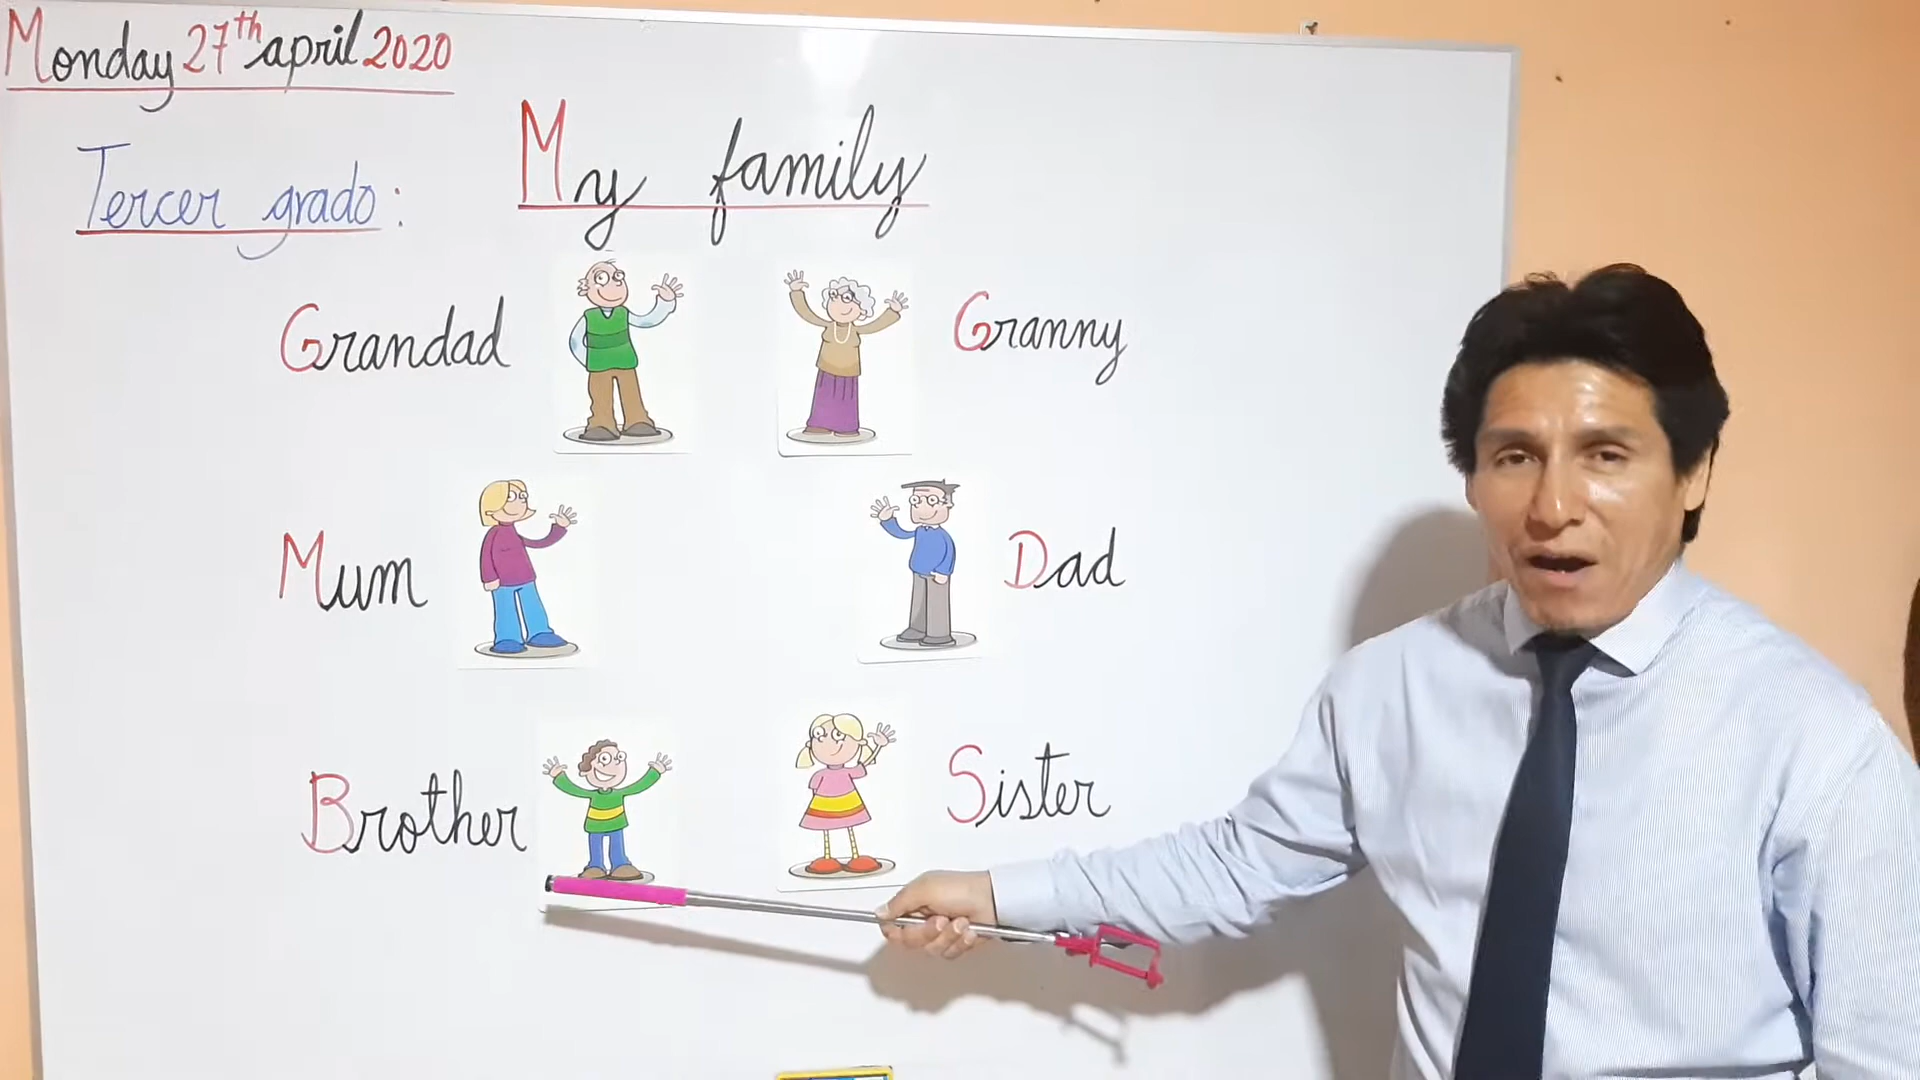 Monday 27th april 2020
My family
Tercer grado:
Grandad
Granny
Mum
Dad
Brother
Sister